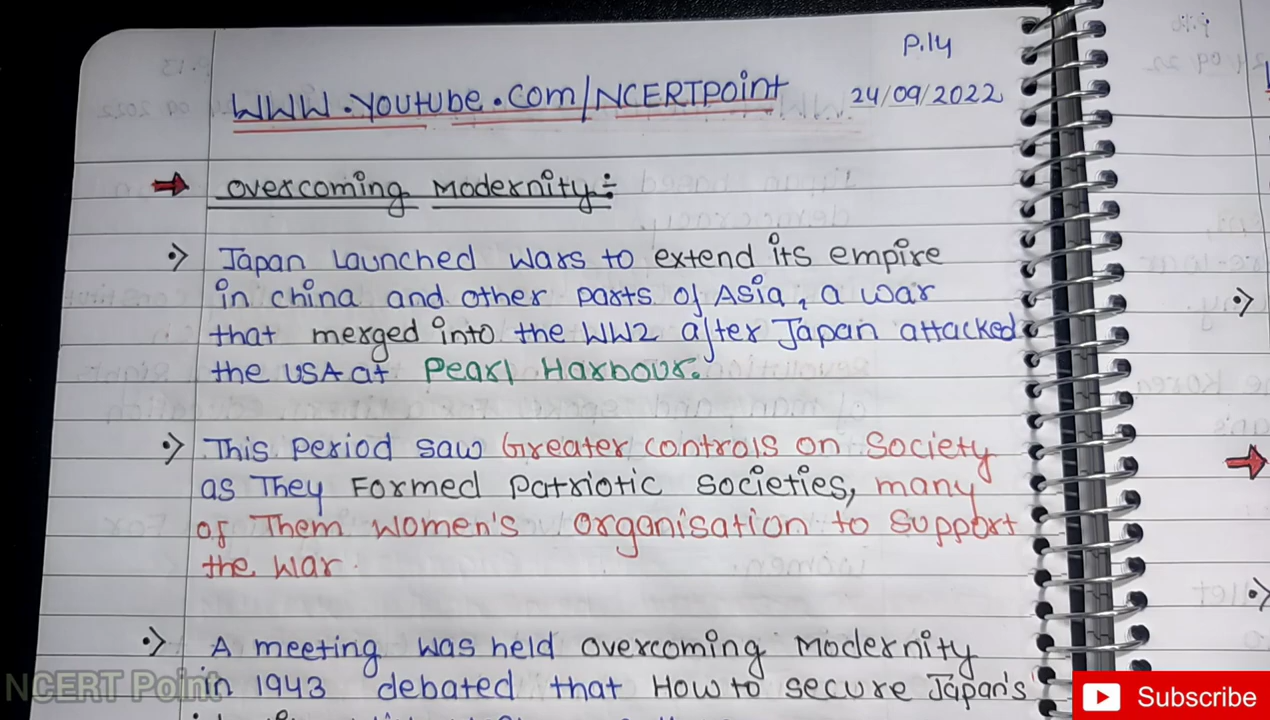 P.14
WWW.Youtube.com/NCERTPoint 24/09/2022
Overcoming Modernity:
Japan launched wars to extend its empire
in china and other parts of Asia, a war
that merged into the WW2 after Japan attacked
the USA at Pearl Harbour.
This Period saw Greater controls on Society
as They Formed Patriotic Societies, many
of Them Women's Organisation to Support
the war.
A meeting was held overcoming Modernity
in 1943 debated that How to secure Japan's
NCERT Point
Subscribe